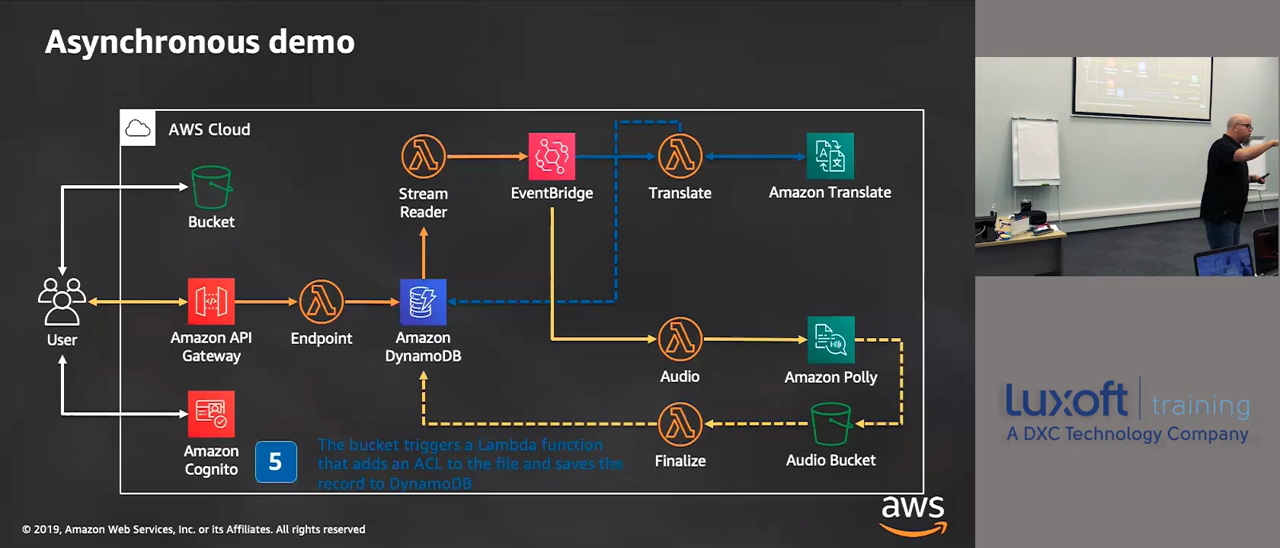 Asynchronous demo
AWS Cloud
Bucket
Stream
Reader
EventBridge
Translate
Amazon Translate
User
Amazon API
Gateway
Endpoint
Amazon
DynamoDB
Audio
Amazon Polly
Amazon
Cognito
5
The bucket triggers a Lambda function
that adds an ACL to the file and saves the
record to DynamoDB
Finalize
Audio Bucket
aws
© 2019, Amazon Web Services, Inc. or its Affiliates. All rights reserved
Luxoft training
A DXC Technology Company